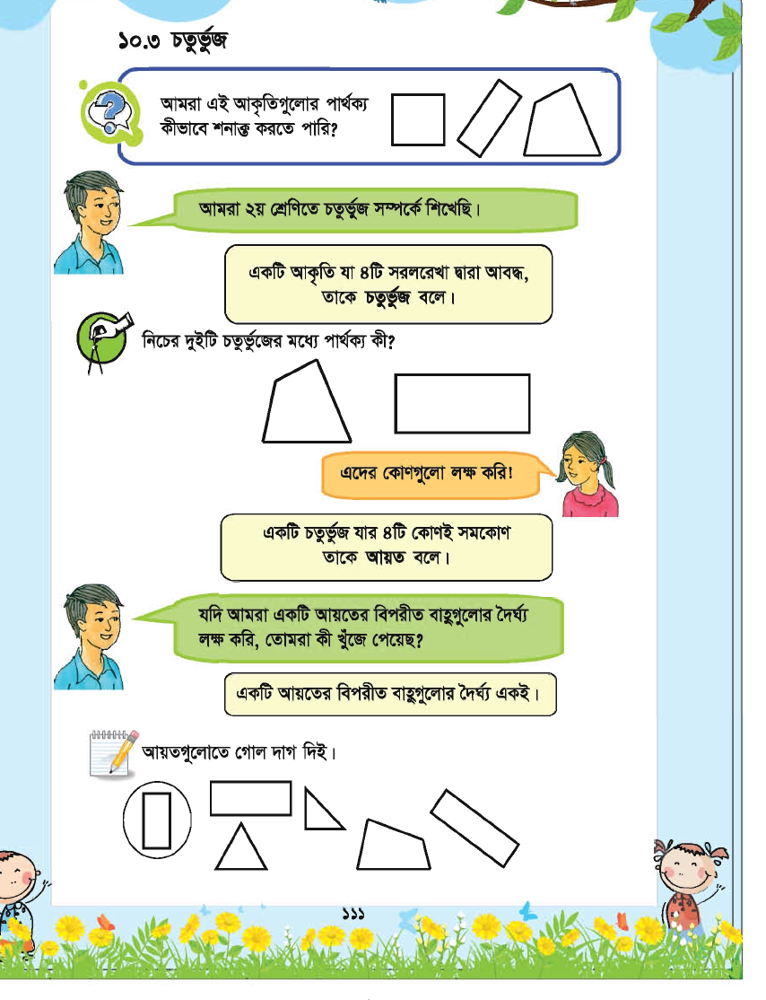 ১০.৩ চতুর্ভুজ
আমরা এই আকৃতিগুলোর পার্থক্য
কীভাবে শনাক্ত করতে পারি?
আমরা ২য় শ্রেণিতে চতুর্ভুজ সম্পর্কে শিখেছি।
একটি আকৃতি যা ৪টি সরলরেখা দ্বারা আবদ্ধ,
তাকে চতুর্ভুজ বলে।
নিচের দুইটি চতুর্ভুজের মধ্যে পার্থক্য কী?
এদের কোণগুলো লক্ষ করি!
একটি চতুর্ভুজ যার ৪টি কোণই সমকোণ
তাকে আয়ত বলে।
যদি আমরা একটি আয়তের বিপরীত বাহুগুলোর দৈর্ঘ্য
লক্ষ করি, তোমরা কী খুঁজে পেয়েছ?
একটি আয়তের বিপরীত বাহুগুলোর দৈর্ঘ্য একই।
আয়তগুলোতে গোল দাগ দিই।
১১১